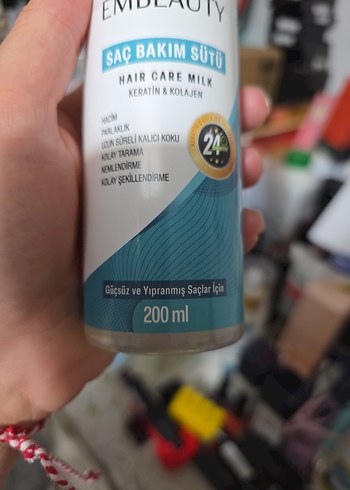 EMBEAUTY
SAÇ BAKIM SÜTÜ
HAIR CARE MILK
KERATİN & KOLAJEN
HACİM
PARLAKLIK
UZUN SÜRELİ KALICI KOKU
KOLAY TARAMA
NEMLENDİRME
KOLAY ŞEKİLLENDİRME
24
Güçsüz ve Yıpranmış Saçlar İçin
200 ml